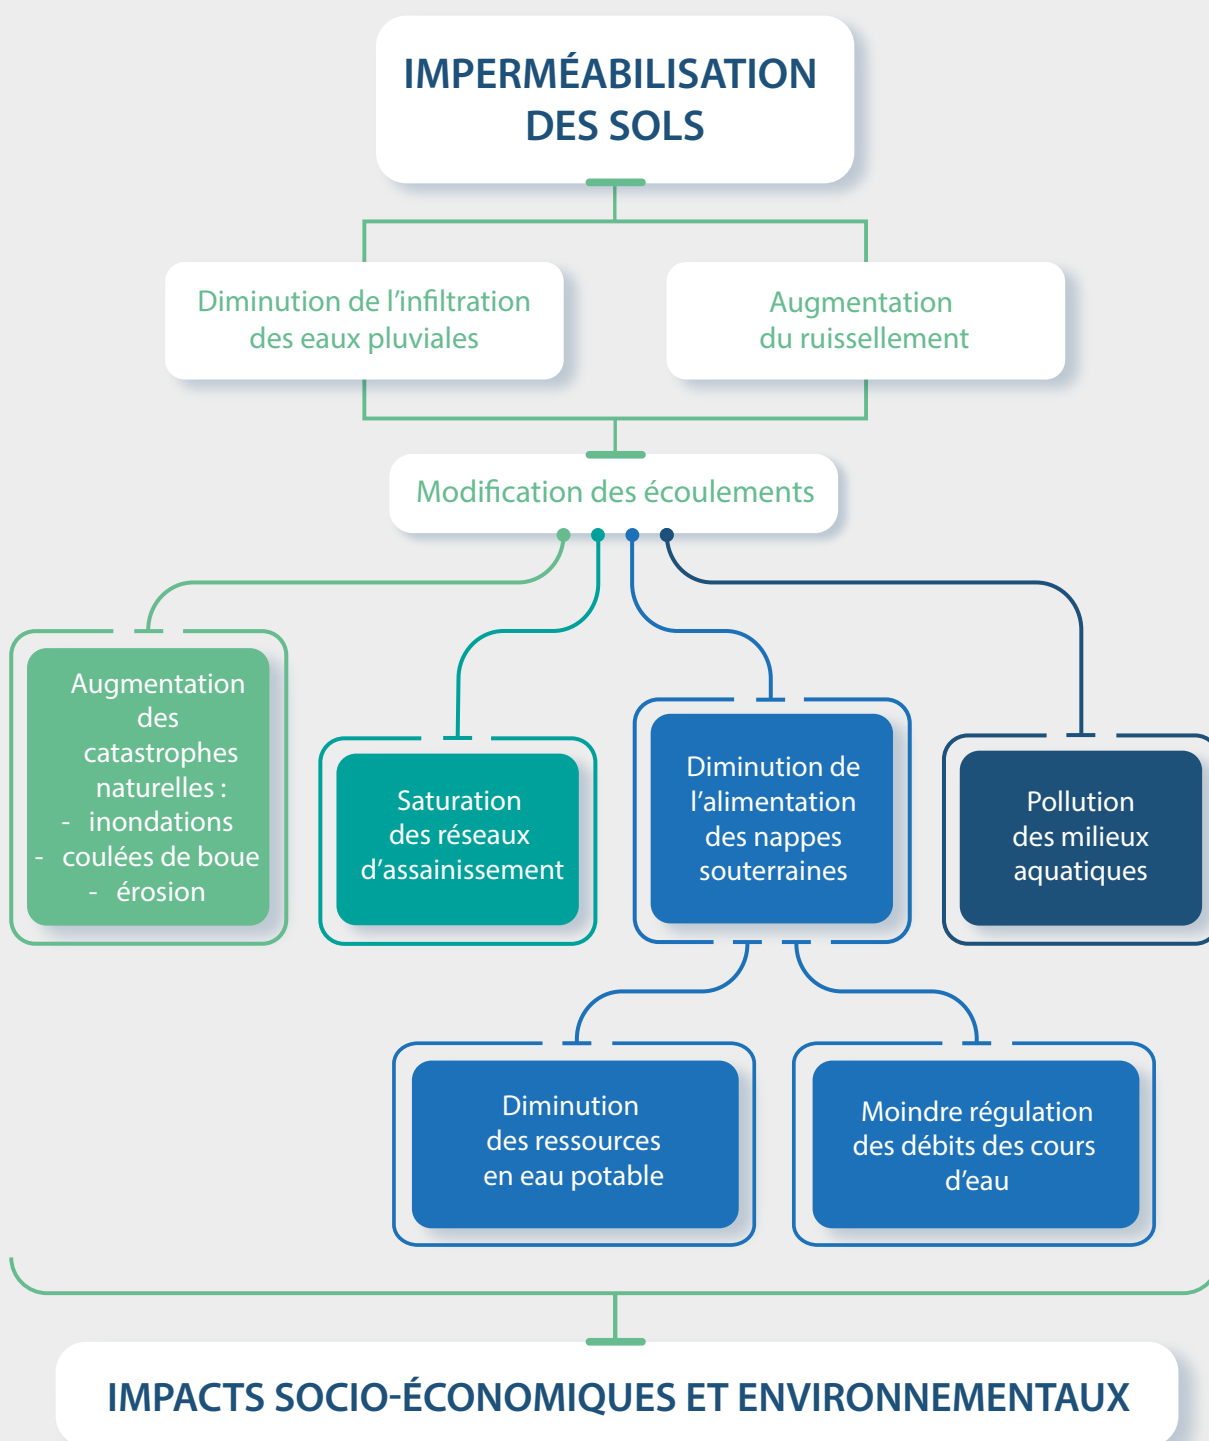 IMPERMÉABILISATION
DES SOLS
Diminution de l’infiltration
des eaux pluviales
Augmentation
du ruissellement
Modification des écoulements
Augmentation
des
catastrophes
naturelles :
- inondations
- coulées de boue
- érosion
Saturation
des réseaux
d’assainissement
Diminution de
l’alimentation
des nappes
souterraines
Pollution
des milieux
aquatiques
Diminution
des ressources
en eau potable
Moindre régulation
des débits des cours
d’eau
IMPACTS SOCIO-ÉCONOMIQUES ET ENVIRONNEMENTAUX